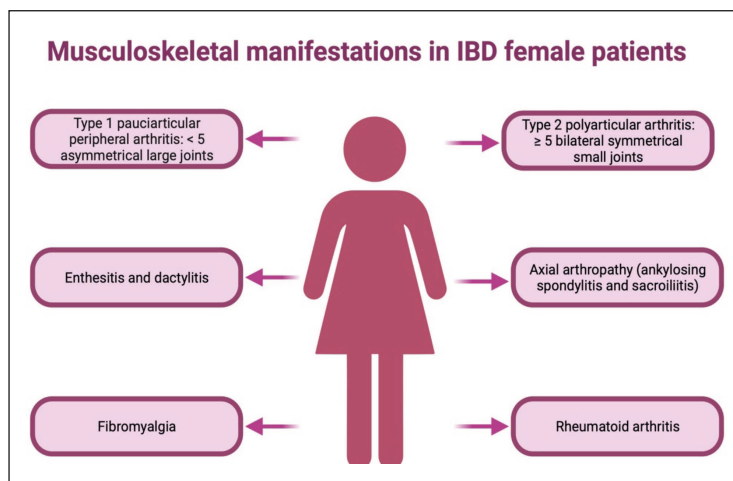 Musculoskeletal manifestations in IBD female patients
Type 1 pauciarticular
peripheral arthritis: < 5
asymmetrical large joints
Type 2 polyarticular arthritis:
≥ 5 bilateral symmetrical
small joints
Enthesitis and dactylitis
Axial arthropathy (ankylosing
spondylitis and sacroiliitis)
Fibromyalgia
Rheumatoid arthritis